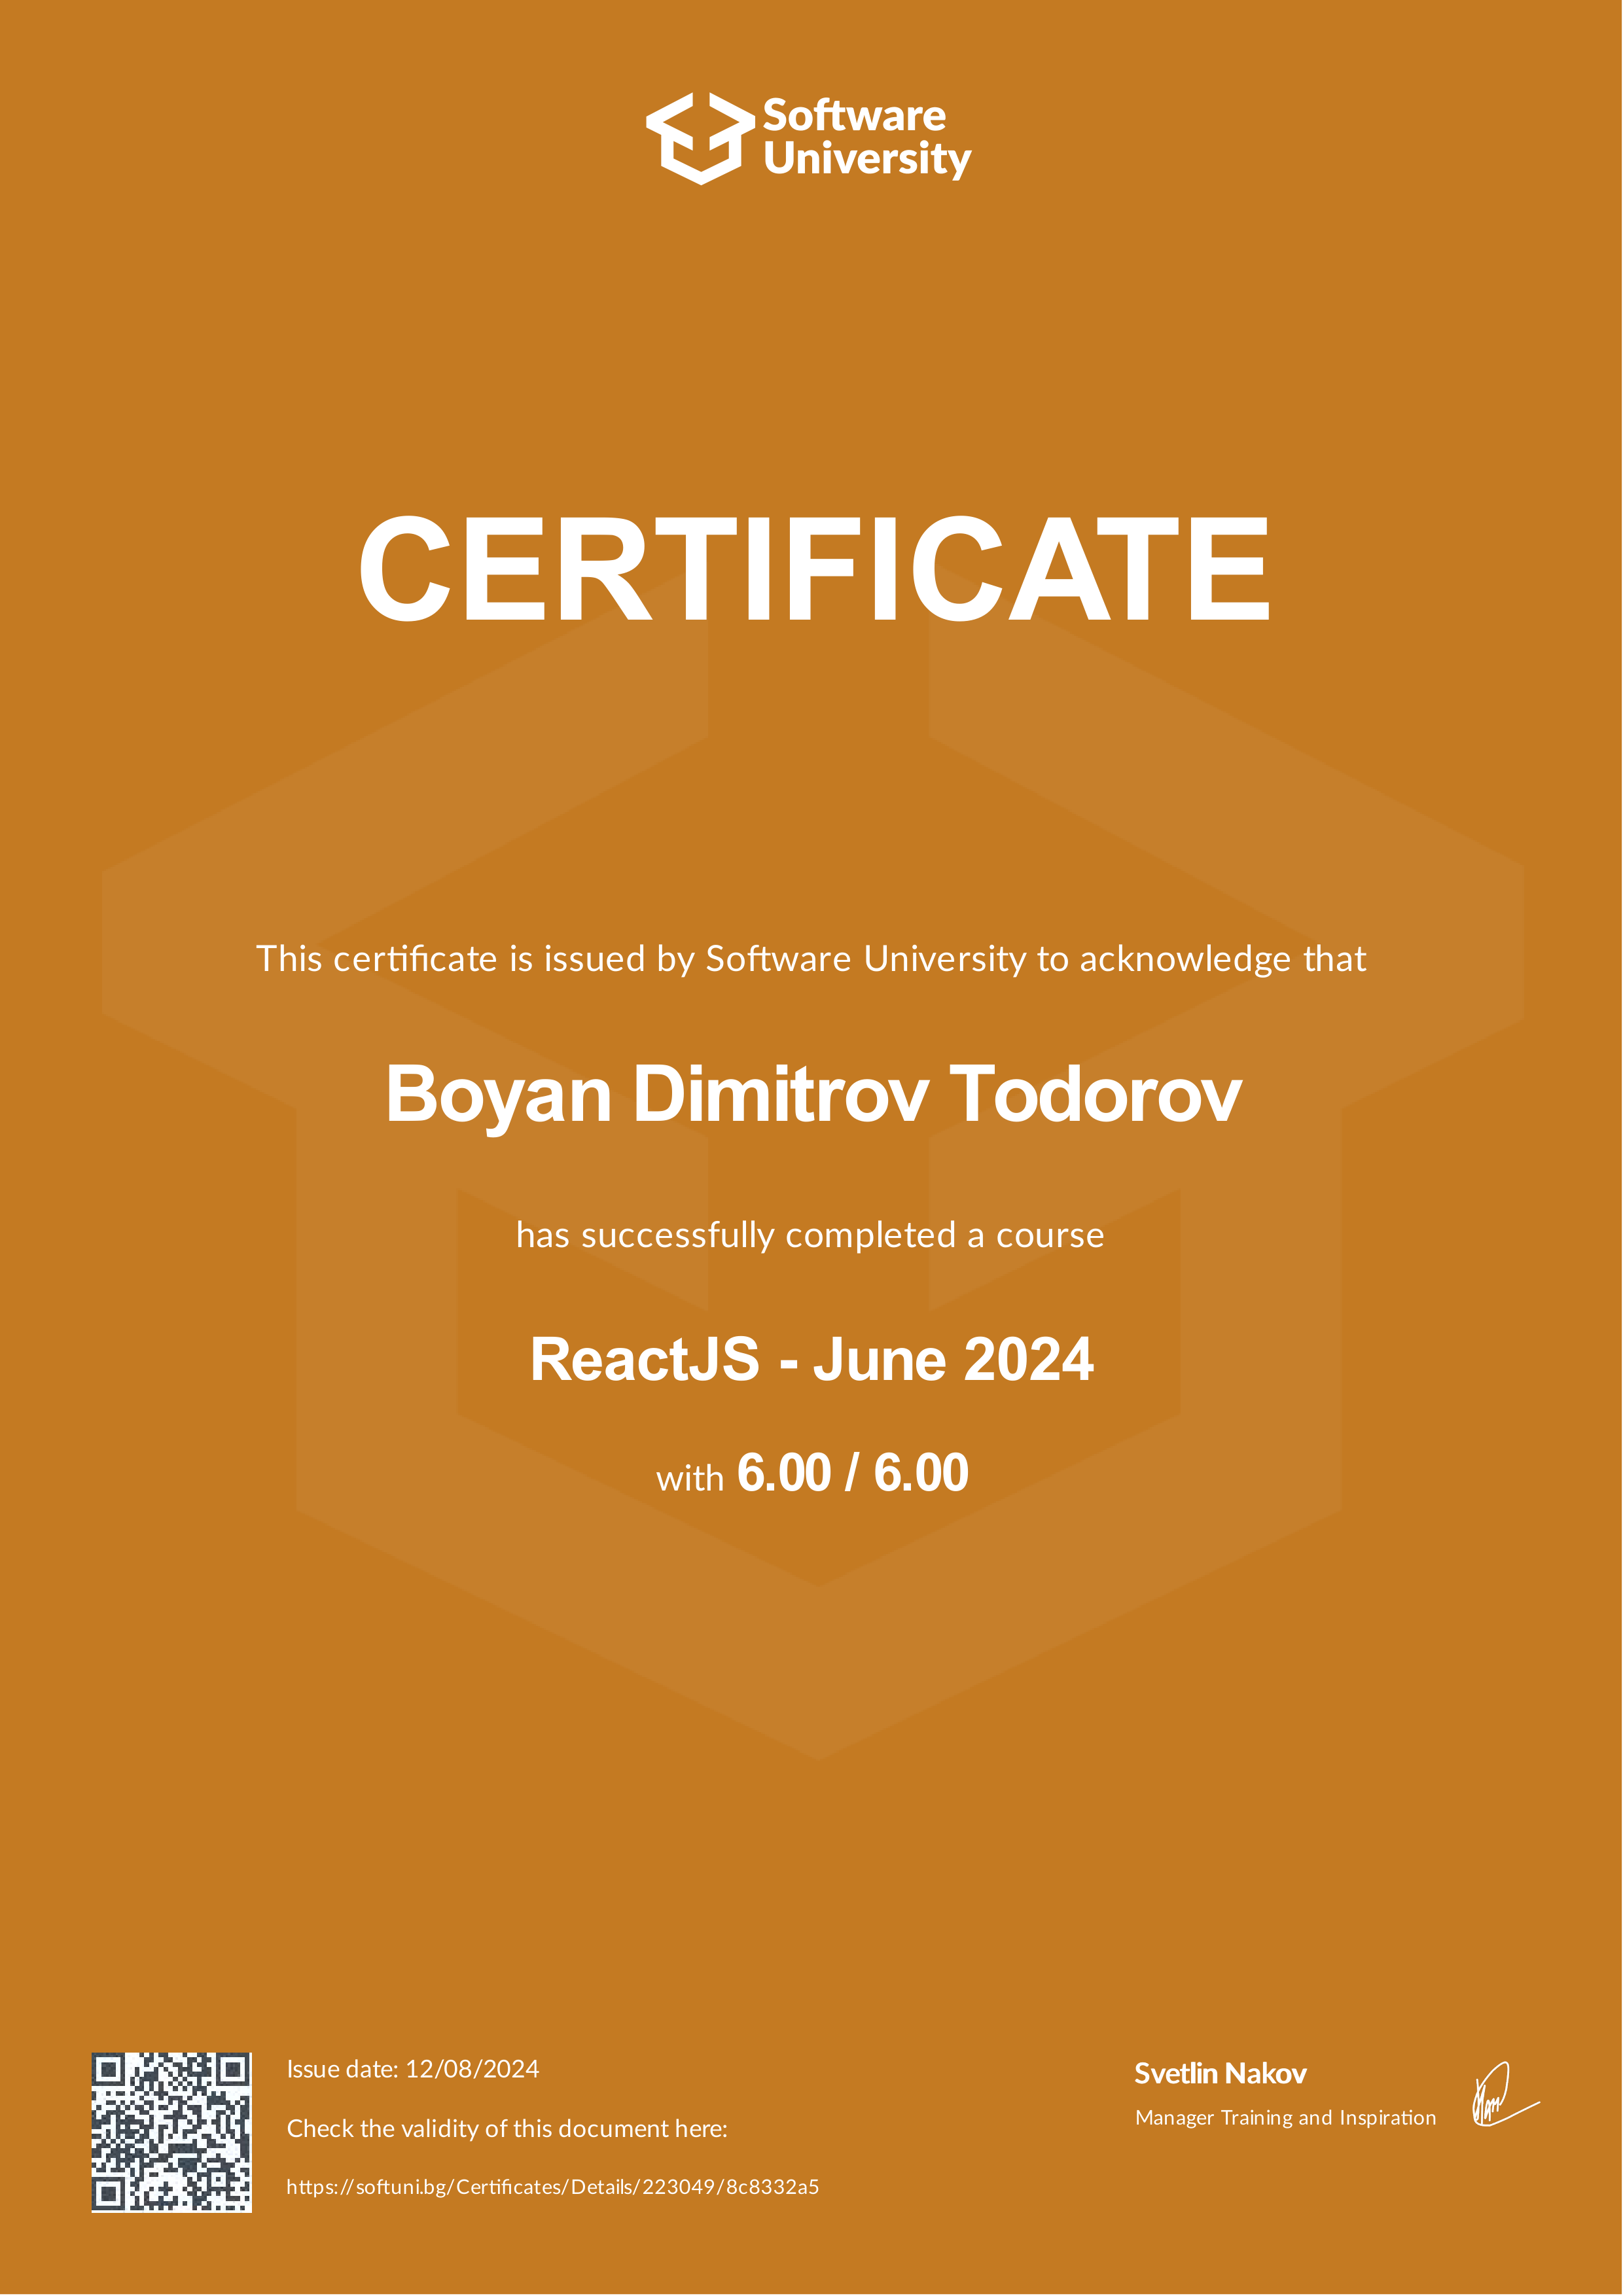 Software
University
CERTIFICATE
This certificate is issued by Software University to acknowledge that
Boyan Dimitrov Todorov
has successfully completed a course
ReactJS - June 2024
with 6.00 / 6.00
Issue date: 12/08/2024
Check the validity of this document here:
https://softuni.bg/Certificates/Details/223049/8c8332a5
Svetlin Nakov
Manager Training and Inspiration